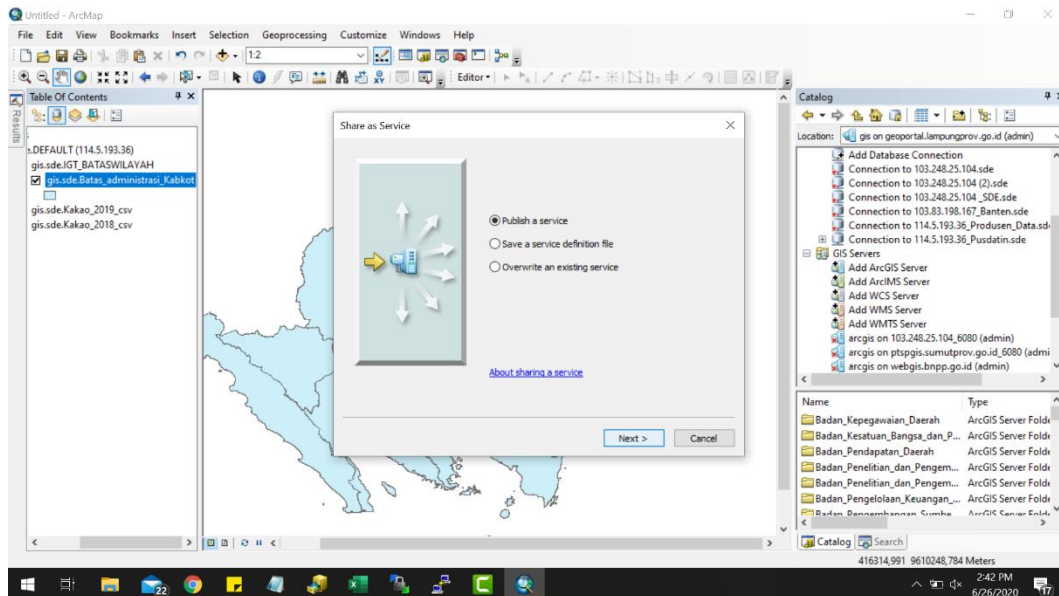 Untitled - ArcMap
File Edit View Bookmarks Insert Selection Geoprocessing Customize Windows Help
1:2
Editor
Table Of Contents
Results
.DEFAULT (114.5.193.36)
gis.sde.IGT_BATASWILAYAH
gis.sde.Batas_administrasi_Kabkot
gis.sde.Kakao_2019_csv
gis.sde.Kakao_2018_csv
Share as Service
Publish a service
Save a service definition file
Overwrite an existing service
About sharing a service
Next >
Cancel
Catalog
Location: gis on geoportal.lampungprov.go.id (admin)
Add Database Connection
Connection to 103.248.25.104.sde
Connection to 103.248.25.104 (2).sde
Connection to 103.248.25.104 _SDE.sde
Connection to 103.83.198.167_Banten.sde
Connection to 114.5.193.36_Produsen_Data.sd
Connection to 114.5.193.36_Pusdatin.sde
GIS Servers
Add ArcGIS Server
Add ArcIMS Server
Add WCS Server
Add WMS Server
Add WMTS Server
arcgis on 103.248.25.104_6080 (admin)
arcgis on ptspgis.sumutprov.go.id_6080 (admi
arcgis on webgis.bnpp.go.id (admin)
Name Type
Badan_Kepegawaian_Daerah ArcGIS Server Folde
Badan_Kesatuan_Bangsa_dan_P... ArcGIS Server Folde
Badan_Pendapatan_Daerah ArcGIS Server Folde
Badan_Penelitian_dan_Pengem... ArcGIS Server Folde
Badan_Penelitian_dan_Pengem... ArcGIS Server Folde
Badan_Pengelolaan_Keuangan_... ArcGIS Server Folde
Badan_Pengembangan_Sumbe... ArcGIS Server Folde
Catalog Search
416314,991 9610248,784 Meters
22
2:42 PM
6/26/2020
17